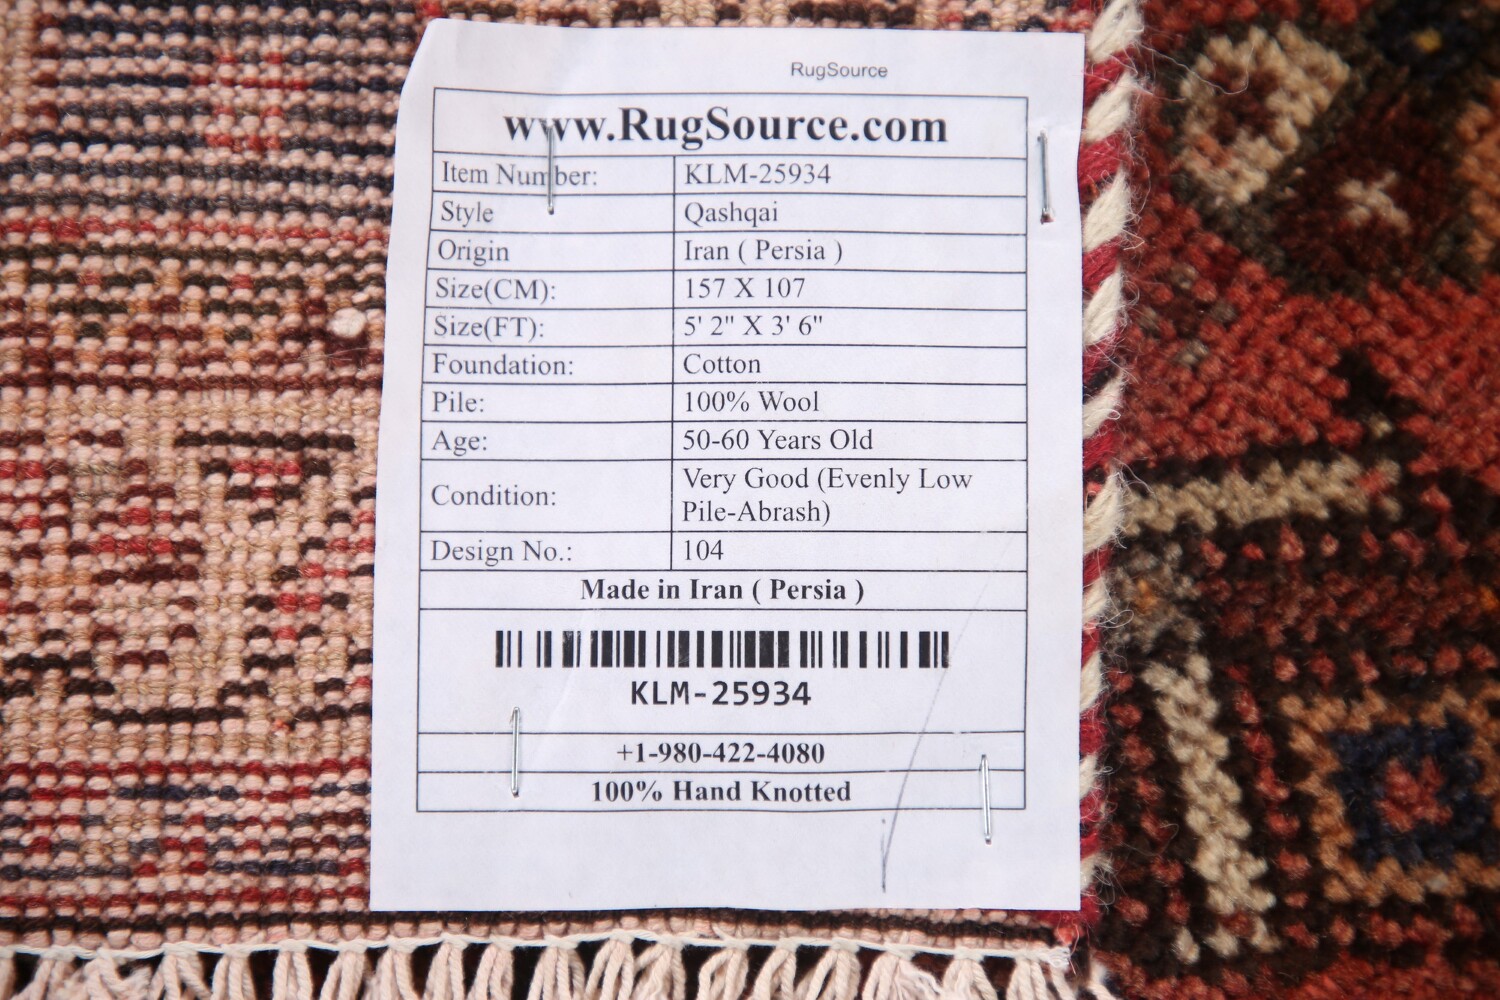 RugSource
www.RugSource.com
Item Number: KLM-25934
Style Qashqai
Origin Iran ( Persia )
Size(CM): 157 X 107
Size(FT): 5' 2" X 3' 6"
Foundation: Cotton
Pile: 100% Wool
Age: 50-60 Years Old
Condition: Very Good (Evenly Low
Pile-Abrash)
Design No.: 104
Made in Iran ( Persia )
KLM-25934
+1-980-422-4080
100% Hand Knotted